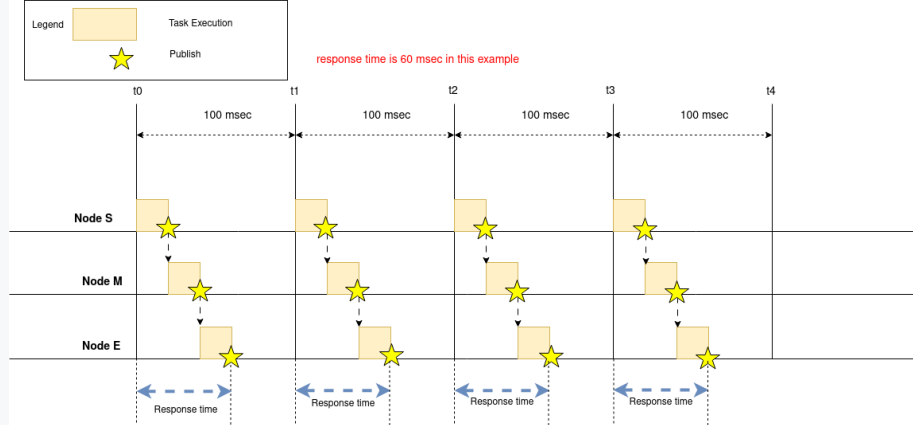 Legend
Task Execution
Publish
response time is 60 msec in this example
t0
t1
t2
t3
t4
100 msec
100 msec
100 msec
100 msec
Node S
Node M
Node E
Response time
Response time
Response time
Response time